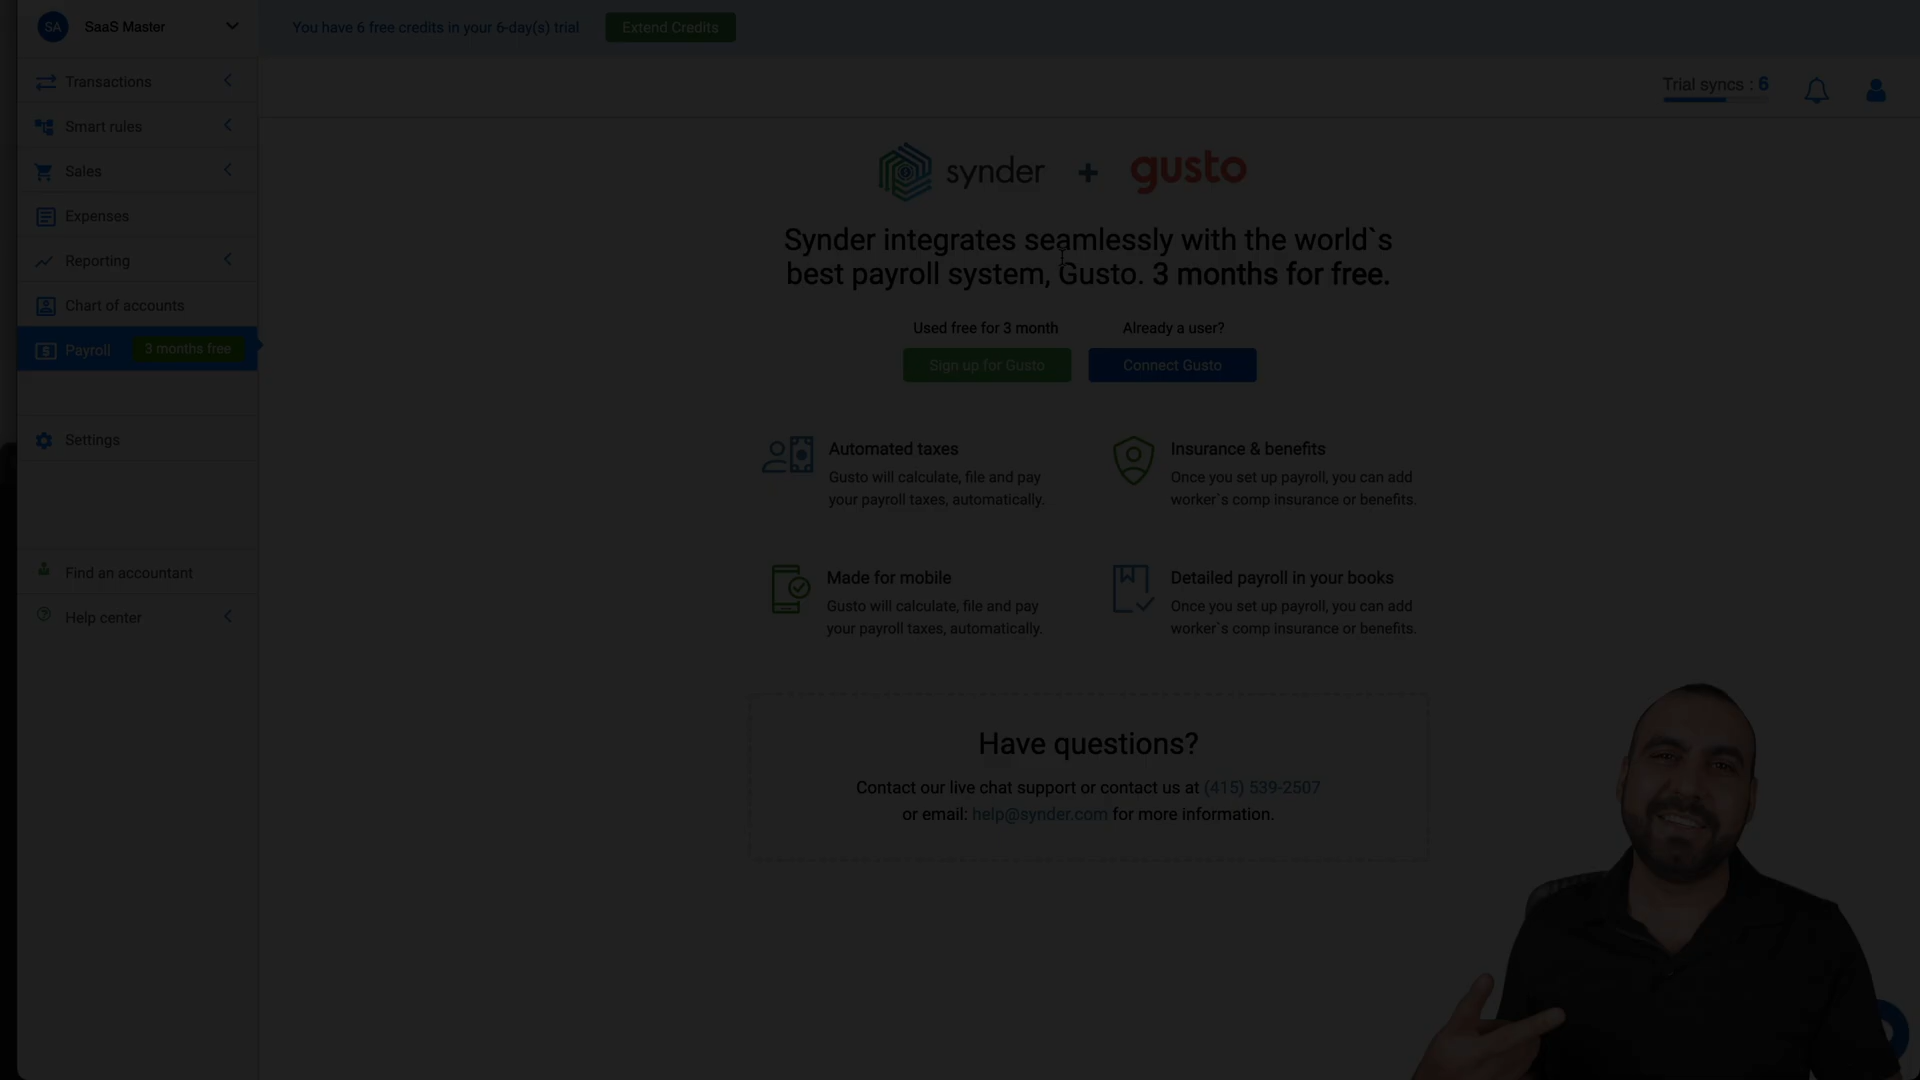 SA
SaaS Master
You have 6 free credits in your 6-day(s) trial
Extend Credits
Transactions
Smart rules
Sales
Expenses
Reporting
Chart of accounts
Payroll
3 months free
Settings
Find an accountant
Help center
Trial syncs : 6
synder + gusto
Synder integrates seamlessly with the world`s
best payroll system, Gusto. 3 months for free.
Used free for 3 month
Sign up for Gusto
Already a user?
Connect Gusto
Automated taxes
Gusto will calculate, file and pay
your payroll taxes, automatically.
Insurance & benefits
Once you set up payroll, you can add
worker`s comp insurance or benefits.
Made for mobile
Gusto will calculate, file and pay
your payroll taxes, automatically.
Detailed payroll in your books
Once you set up payroll, you can add
worker`s comp insurance or benefits.
Have questions?
Contact our live chat support or contact us at (415) 539-2507
or email: help@synder.com for more information.